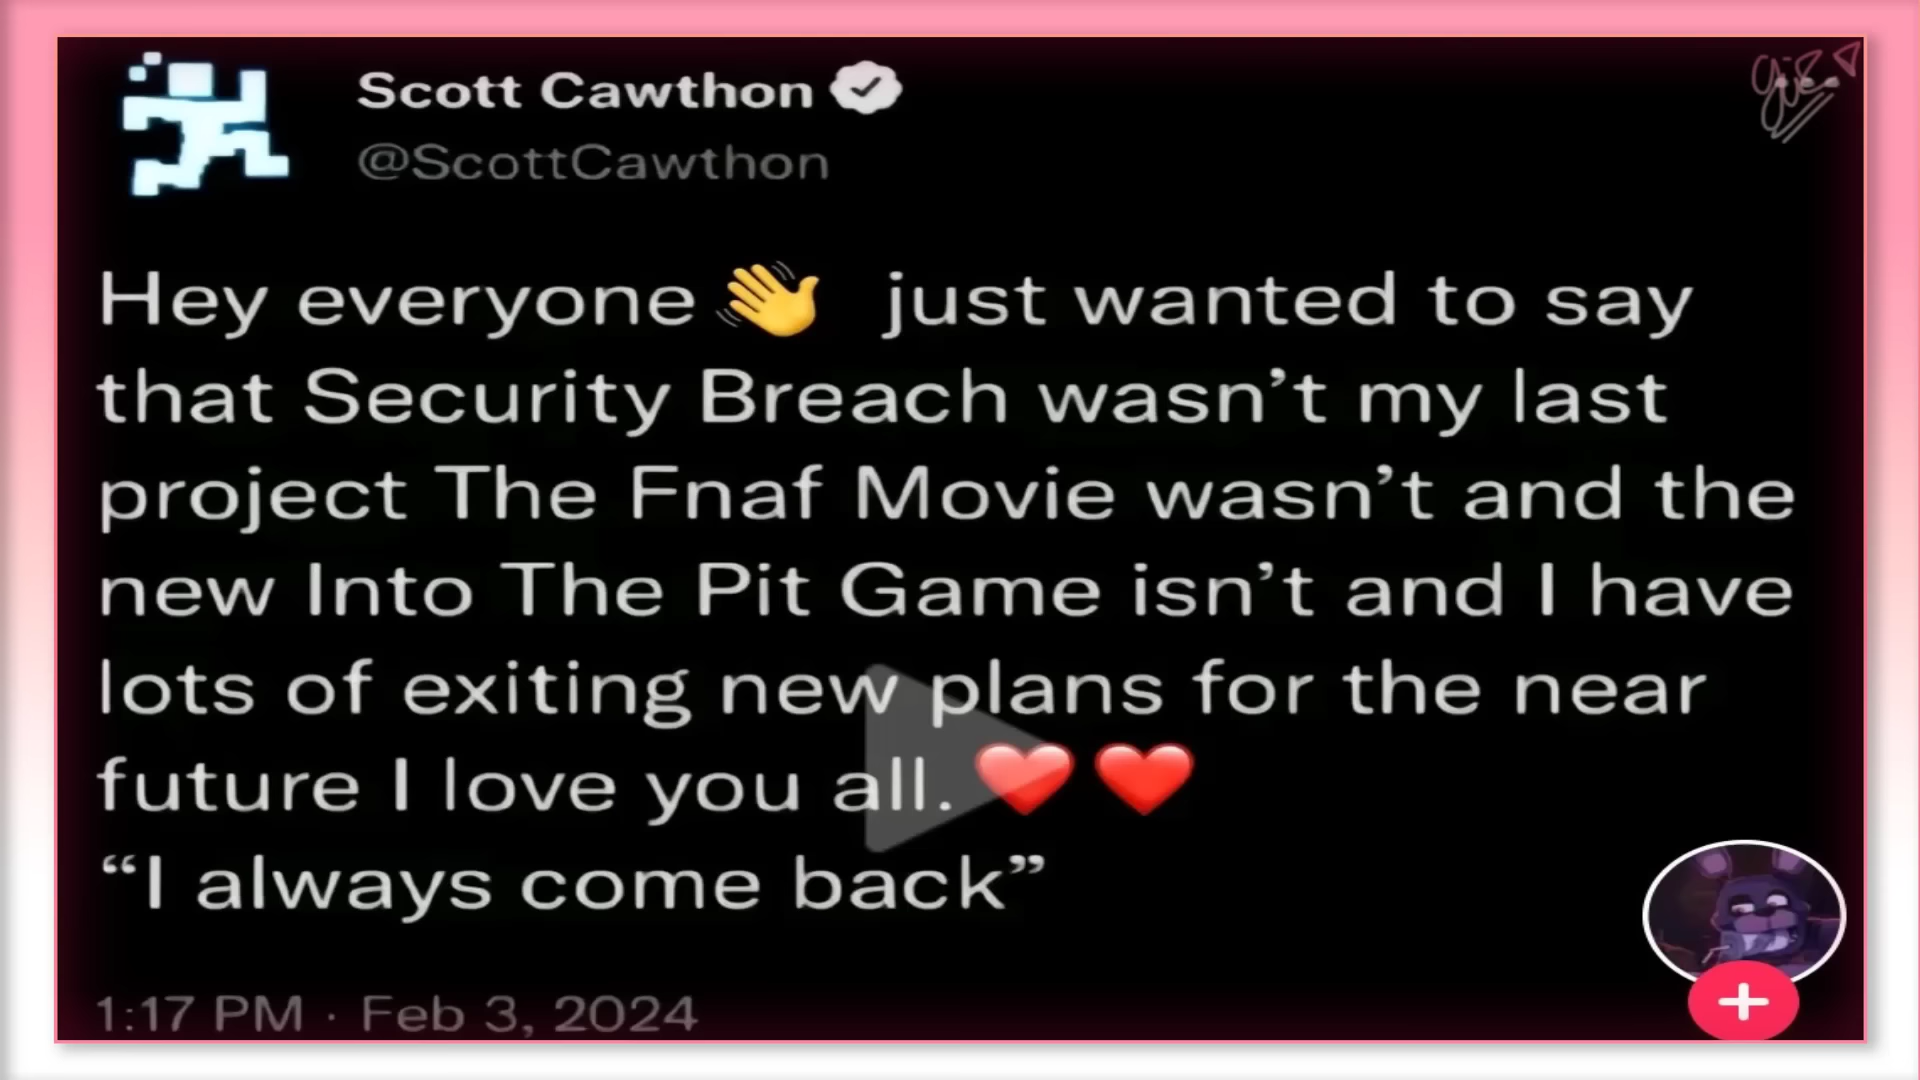 Scott Cawthon
@ScottCawthon
Hey everyone 👋 just wanted to say
that Security Breach wasn’t my last
project The Fnaf Movie wasn’t and the
new Into The Pit Game isn’t and I have
lots of exiting new plans for the near
future I love you all. ❤️ ❤️
“I always come back”
1:17 PM · Feb 3, 2024